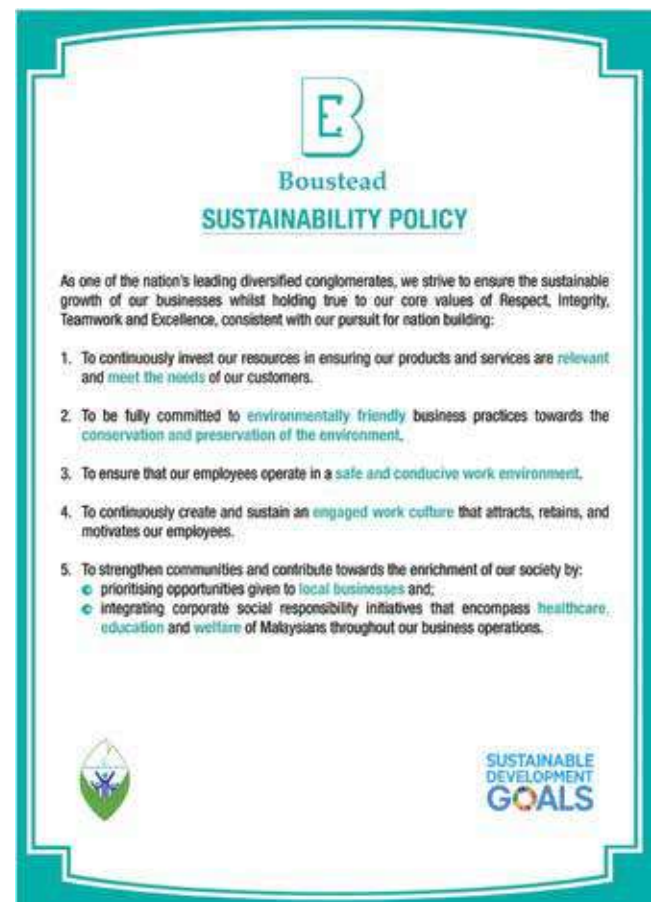 B
Boustead
SUSTAINABILITY POLICY
As one of the nation's leading diversified conglomerates, we strive to ensure the sustainable
growth of our businesses whilst holding true to our core values of Respect, Integrity,
Teamwork and Excellence, consistent with our pursuit for nation building:
1. To continuously invest our resources in ensuring our products and services are relevant
and meet the needs of our customers.
2. To be fully committed to environmentally friendly business practices towards the
conservation and preservation of the environment.
3. To ensure that our employees operate in a safe and conducive work environment.
4. To continuously create and sustain an engaged work culture that attracts, retains, and
motivates our employees.
5. To strengthen communities and contribute towards the enrichment of our society by:
prioritising opportunities given to local businesses and;
integrating corporate social responsibility initiatives that encompass healthcare,
education and welfare of Malaysians throughout our business operations.
SUSTAINABLE
DEVELOPMENT
GOALS